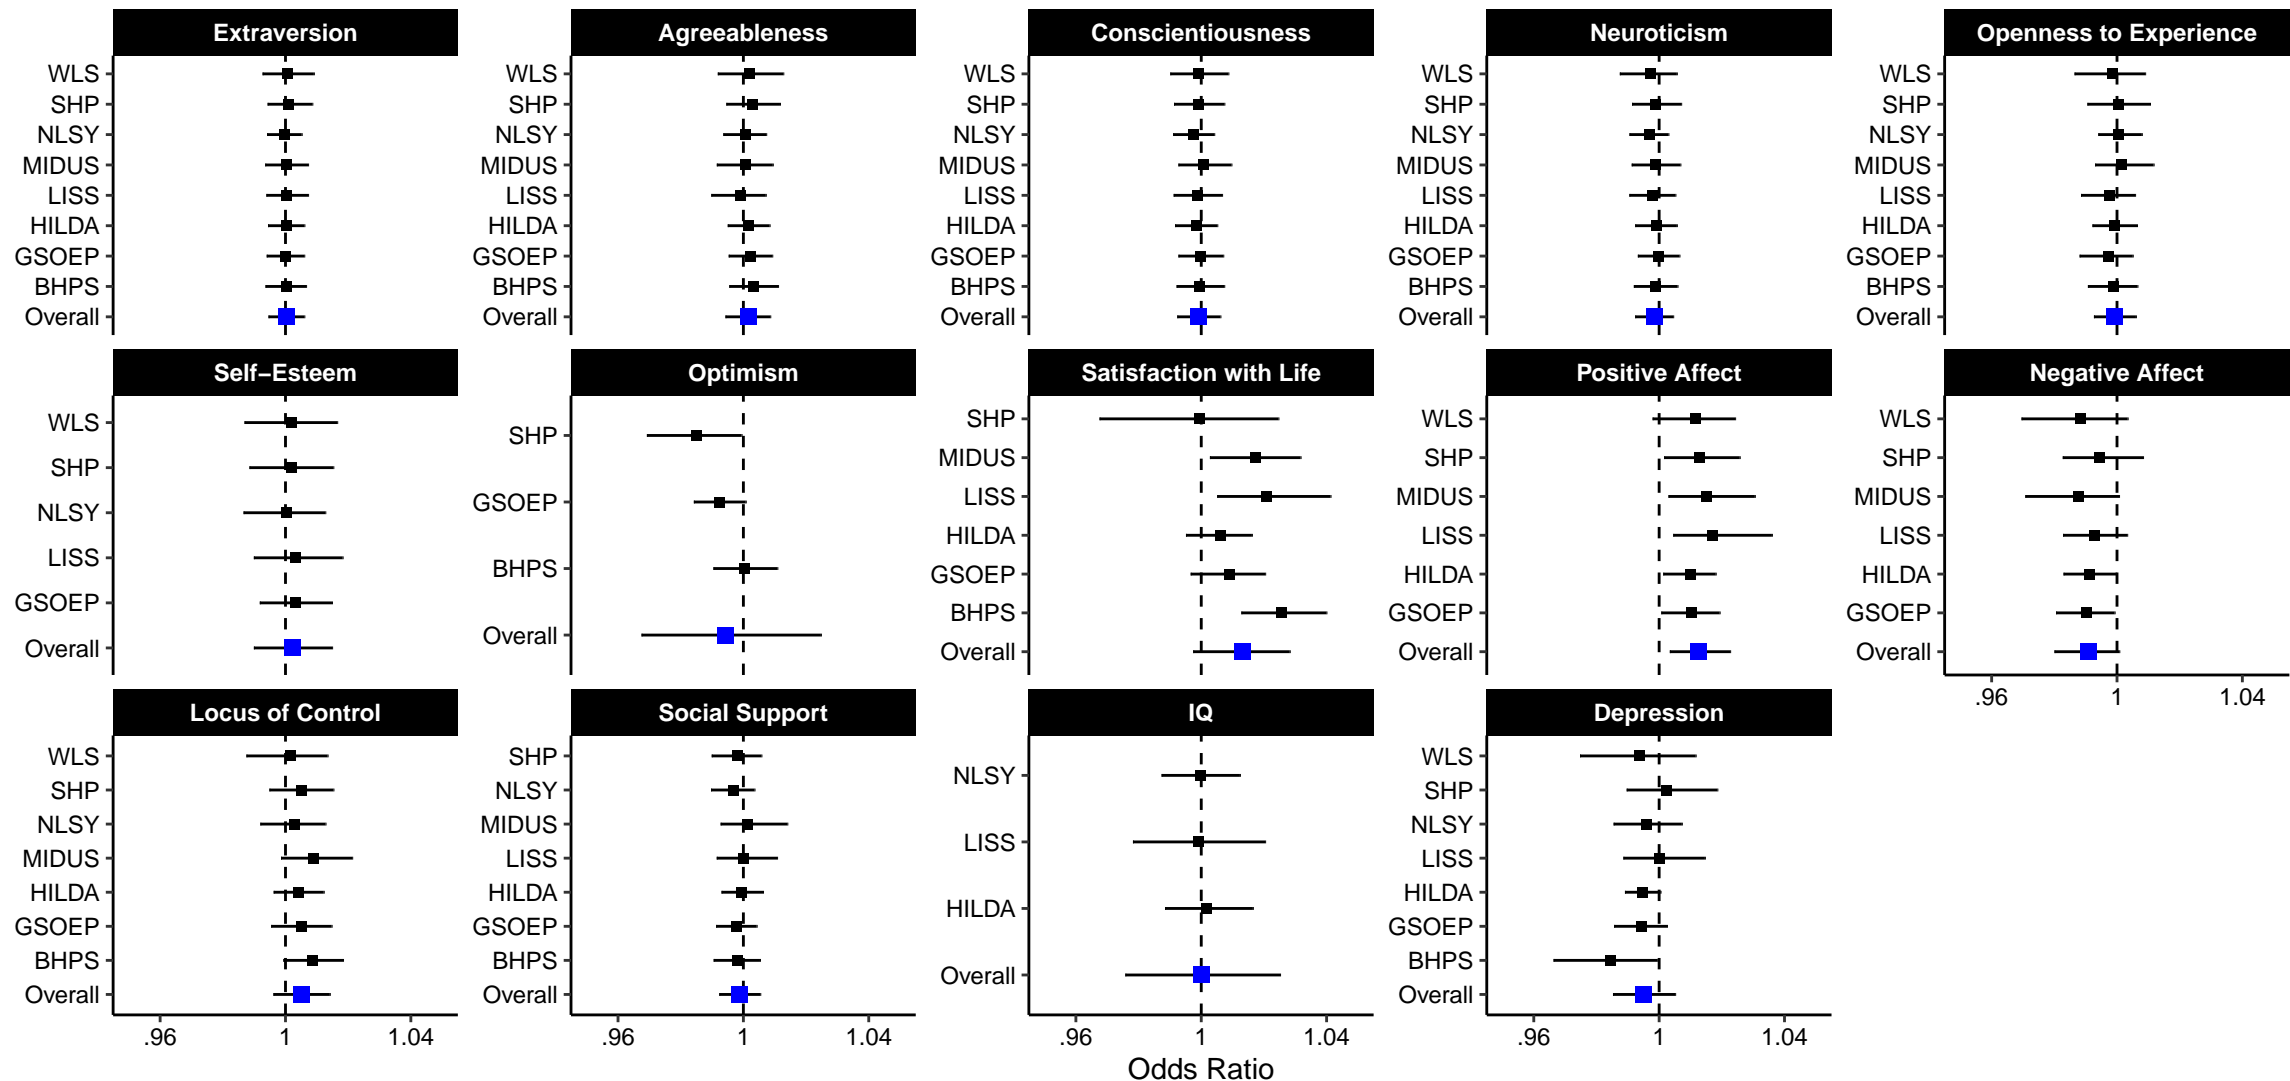 Extraversion
WLS
SHP
NLSY
MIDUS
LISS
HILDA
GSOEP
BHPS
Overall
Agreeableness
WLS
SHP
NLSY
MIDUS
LISS
HILDA
GSOEP
BHPS
Overall
Conscientiousness
WLS
SHP
NLSY
MIDUS
LISS
HILDA
GSOEP
BHPS
Overall
Neuroticism
WLS
SHP
NLSY
MIDUS
LISS
HILDA
GSOEP
BHPS
Overall
Openness to Experience
WLS
SHP
NLSY
MIDUS
LISS
HILDA
GSOEP
BHPS
Overall
Self−Esteem
WLS
SHP
NLSY
LISS
GSOEP
Overall
Optimism
SHP
GSOEP
BHPS
Overall
Satisfaction with Life
SHP
MIDUS
LISS
HILDA
GSOEP
BHPS
Overall
Positive Affect
WLS
SHP
MIDUS
LISS
HILDA
GSOEP
Overall
Negative Affect
WLS
SHP
MIDUS
LISS
HILDA
GSOEP
Overall
.96 1 1.04
Locus of Control
WLS
SHP
NLSY
MIDUS
HILDA
GSOEP
BHPS
Overall
.96 1 1.04
Social Support
SHP
NLSY
MIDUS
LISS
HILDA
GSOEP
BHPS
Overall
.96 1 1.04
IQ
NLSY
LISS
HILDA
Overall
.96 1 1.04
Depression
WLS
SHP
NLSY
LISS
HILDA
GSOEP
BHPS
Overall
.96 1 1.04
Odds Ratio